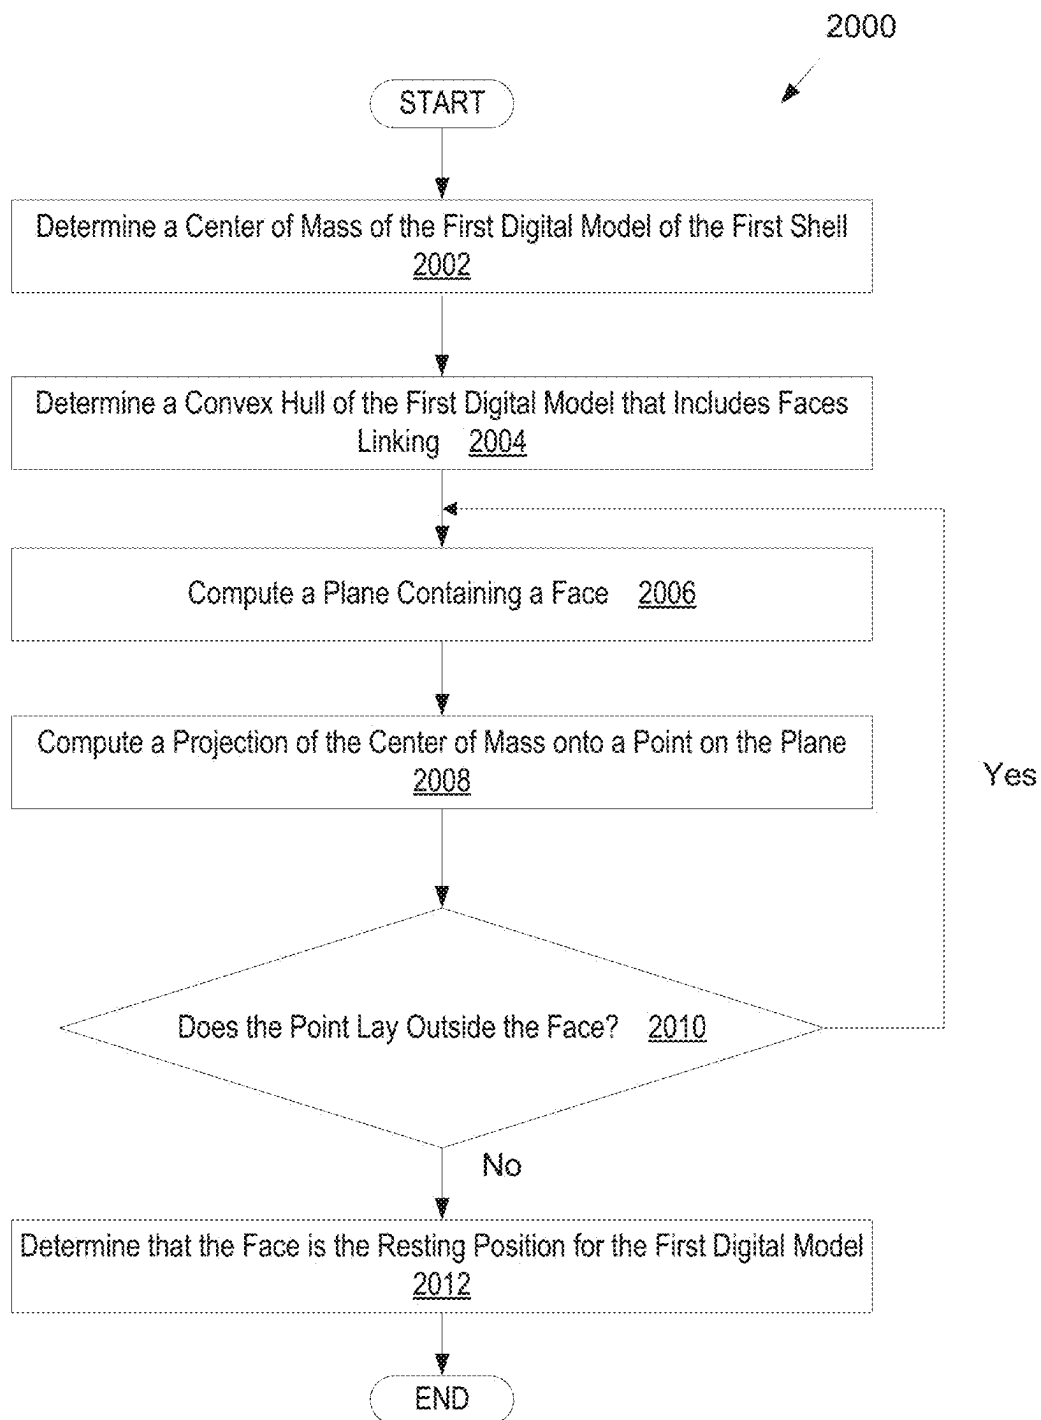 2000
START
Determine a Center of Mass of the First Digital Model of the First Shell
2002
Determine a Convex Hull of the First Digital Model that Includes Faces
Linking 2004
Compute a Plane Containing a Face 2006
Compute a Projection of the Center of Mass onto a Point on the Plane
2008
Yes
Does the Point Lay Outside the Face? 2010
No
Determine that the Face is the Resting Position for the First Digital Model
2012
END